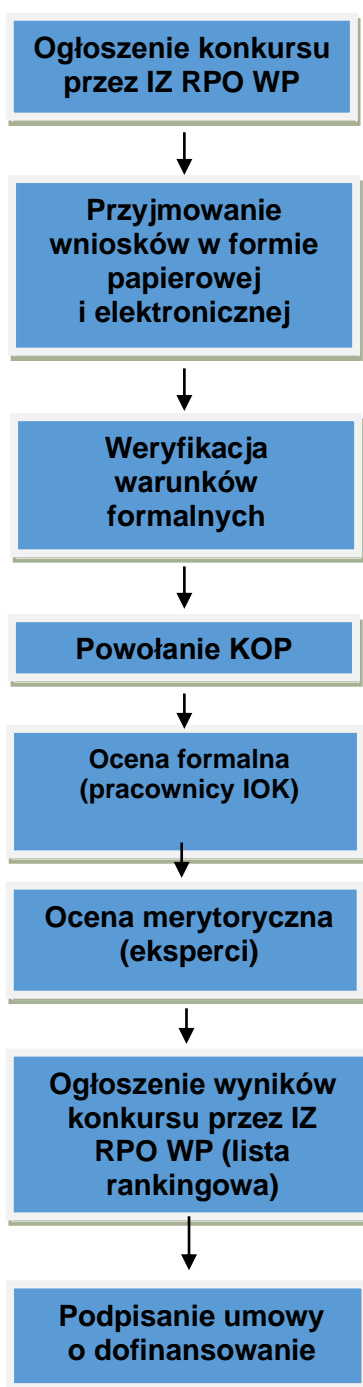 Ogłoszenie konkursu
przez IZ RPO WP
Przyjmowanie
wniosków w formie
papierowej
i elektronicznej
Weryfikacja
warunków
formalnych
Powołanie KOP
Ocena formalna
(pracownicy IOK)
Ocena merytoryczna
(eksperci)
Ogłoszenie wyników
konkursu przez IZ
RPO WP (lista
rankingowa)
Podpisanie umowy
o dofinansowanie